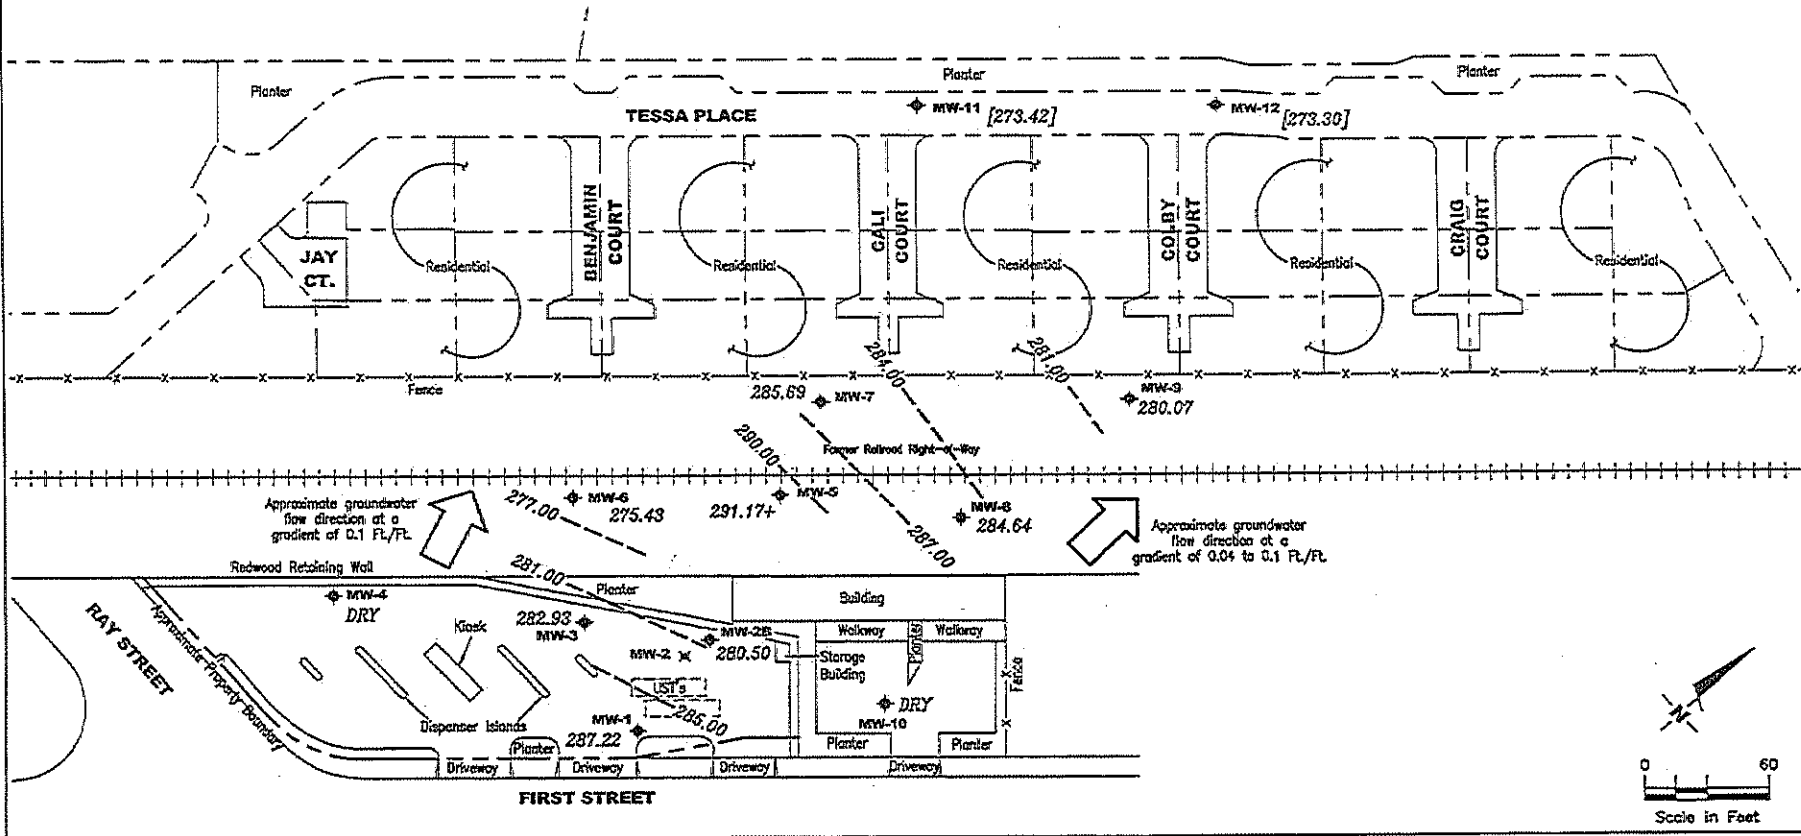 Planter
Planter
Planter
TESSA PLACE
MW-11
[273.42]
MW-12
[273.30]
JAY
CT.
BENJAMIN
COURT
CALI
COURT
COLBY
COURT
CRAIG
COURT
Residential
Residential
Residential
Residential
Residential
284.00
281.00
Fence
285.69
MW-7
MW-9
280.07
290.00
Former Railroad Right-of-Way
Approximate groundwater
flow direction at a
gradient of 0.1 Ft./Ft.
277.00
MW-6
275.43
MW-5
291.17+
MW-8
284.64
287.00
Approximate groundwater
flow direction at a
gradient of 0.04 to 0.1 Ft./Ft.
Redwood Retaining Wall
281.00
Planter
Building
MW-4
DRY
RAY STREET
Approximate Property Boundary
Kiosk
282.93
MW-3
MW-2B
280.50
MW-2
Walkway
Planter
Walkway
Storage
Building
UST's
Fence
Dispenser Islands
MW-1
287.22
285.00
DRY
MW-10
Planter
Planter
Planter
Driveway
Driveway
Driveway
Driveway
FIRST STREET
N
0
60
Scale in Feet